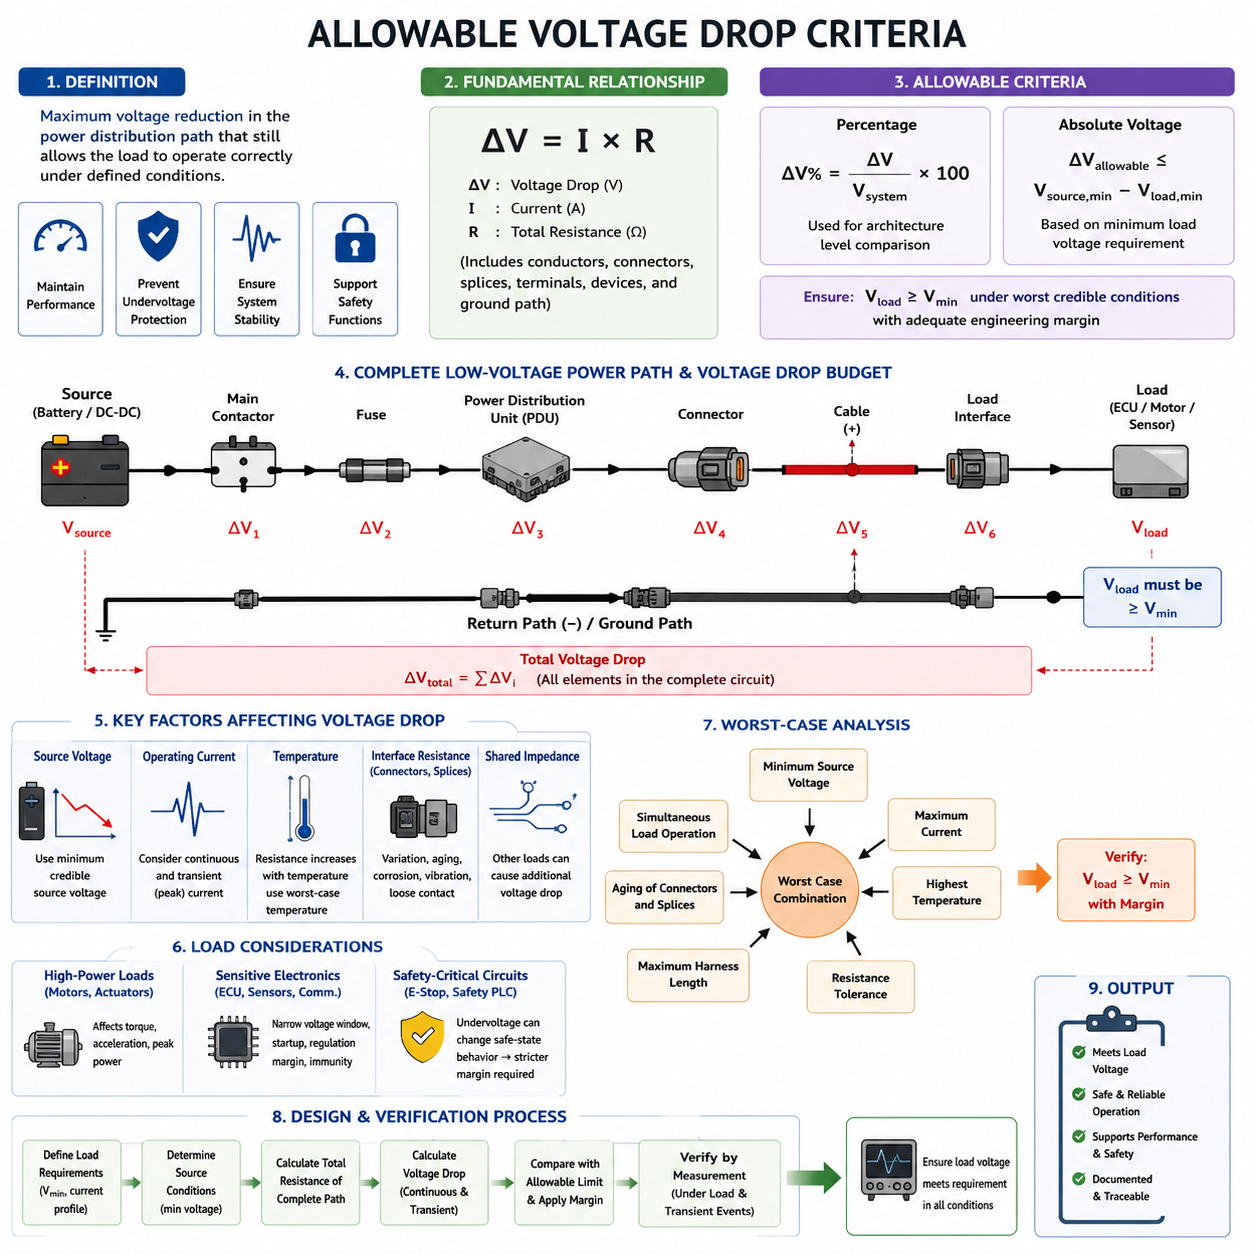 ALLOWABLE VOLTAGE DROP CRITERIA
1. DEFINITION
Maximum voltage reduction in the
power distribution path that still
allows the load to operate correctly
under defined conditions.
Maintain
Performance
Prevent
Undervoltage
Protection
Ensure
System
Stability
Support
Safety
Functions
2. FUNDAMENTAL RELATIONSHIP
ΔV = I × R
ΔV : Voltage Drop (V)
I : Current (A)
R : Total Resistance (Ω)
(Includes conductors, connectors,
splices, terminals, devices, and
ground path)
3. ALLOWABLE CRITERIA
Percentage
ΔV% = ΔV / Vsystem × 100
Used for architecture
level comparison
Absolute Voltage
ΔVallowable ≤
Vsource,min − Vload,min
Based on minimum load
voltage requirement
Ensure: Vload ≥ Vmin under worst credible conditions
with adequate engineering margin
4. COMPLETE LOW-VOLTAGE POWER PATH & VOLTAGE DROP BUDGET
Source
(Battery / DC-DC)
Main
Contactor
Fuse
Power Distribution
Unit (PDU)
Connector
Cable
(+)
Load
Interface
Load
(ECU / Motor /
Sensor)
Vsource
ΔV1
ΔV2
ΔV3
ΔV4
ΔV5
ΔV6
Vload
Vload must be
≥ Vmin
Return Path (−) / Ground Path
Total Voltage Drop
ΔVtotal = ∑ ΔVi (All elements in the complete circuit)
5. KEY FACTORS AFFECTING VOLTAGE DROP
Source Voltage
Use minimum
credible
source voltage
Operating Current
Consider continuous
and transient
(peak) current
Temperature
Resistance increases
with temperature
use worst-case
temperature
Interface Resistance
(Connectors, Splices)
Variation, aging,
corrosion, vibration,
loose contact
Shared Impedance
Other loads can
cause additional
voltage drop
6. LOAD CONSIDERATIONS
High-Power Loads
(Motors, Actuators)
Affects torque,
acceleration, peak
power
Sensitive Electronics
(ECU, Sensors, Comm.)
Narrow voltage window,
startup, regulation
margin, immunity
Safety-Critical Circuits
(E-Stop, Safety PLC)
Undervoltage can
change safe-state
behavior → stricter
margin required
7. WORST-CASE ANALYSIS
Minimum Source
Voltage
Simultaneous
Load Operation
Maximum
Current
Aging of Connectors
and Splices
Worst Case
Combination
Highest
Temperature
Maximum Harness
Length
Resistance
Tolerance
Verify:
Vload ≥ Vmin
with Margin
8. DESIGN & VERIFICATION PROCESS
Define Load
Requirements
(Vmin, current
profile)
Determine
Source
Conditions
(min voltage)
Calculate Total
Resistance of
Complete Path
Calculate
Voltage Drop
(Continuous &
Transient)
Compare with
Allowable Limit
& Apply Margin
Verify by
Measurement
(Under Load &
Transient Events)
Ensure load voltage
meets requirement
in all conditions
9. OUTPUT
Meets Load
Voltage
Safe & Reliable
Operation
Supports Performance
& Safety
Documented
& Traceable